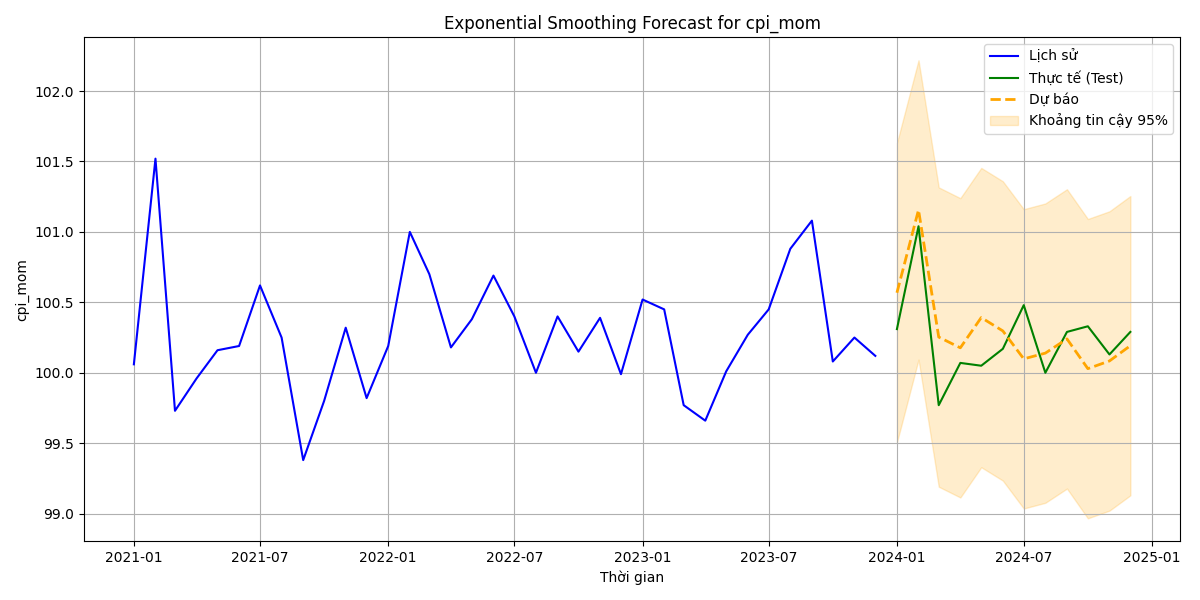 Exponential Smoothing Forecast for cpi_mom
Lịch sử
Thực tế (Test)
Dự báo
Khoảng tin cậy 95%
cpi_mom
102.0
101.5
101.0
100.5
100.0
99.5
99.0
2021-01
2021-07
2022-01
2022-07
2023-01
2023-07
2024-01
2024-07
2025-01
Thời gian